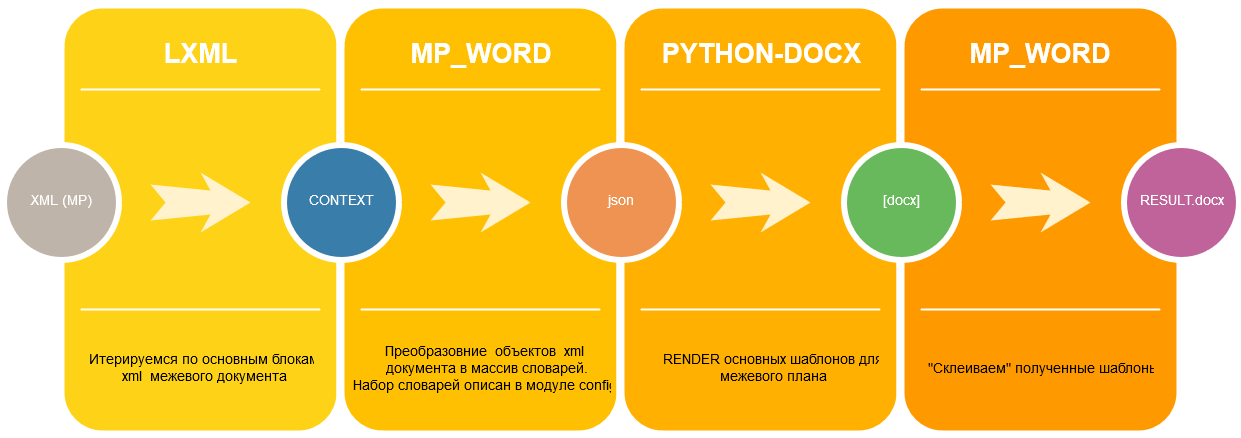 LXML
MP_WORD
PYTHON-DOCX
MP_WORD
XML (MP)
CONTEXT
json
[docx]
RESULT.docx
Итерируемся по основным блокам
xml межевого документа
Преобразовние объектов xml
документа в массив словарей.
Набор словарей описан в модуле config
RENDER основных шаблонов для
межевого плана
"Склеиваем" полученные шаблоны